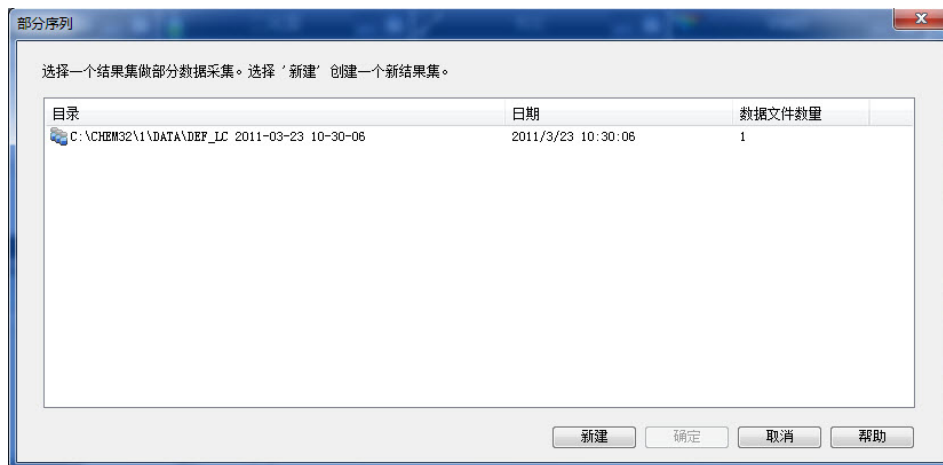 部分序列
选择一个结果集做部分数据采集。选择 '新建' 创建一个新结果集。
目录 日期 数据文件数量
C:\CHEM32\1\DATA\DEF_LC 2011-03-23 10-30-06 2011/3/23 10:30:06 1
新建 确定 取消 帮助